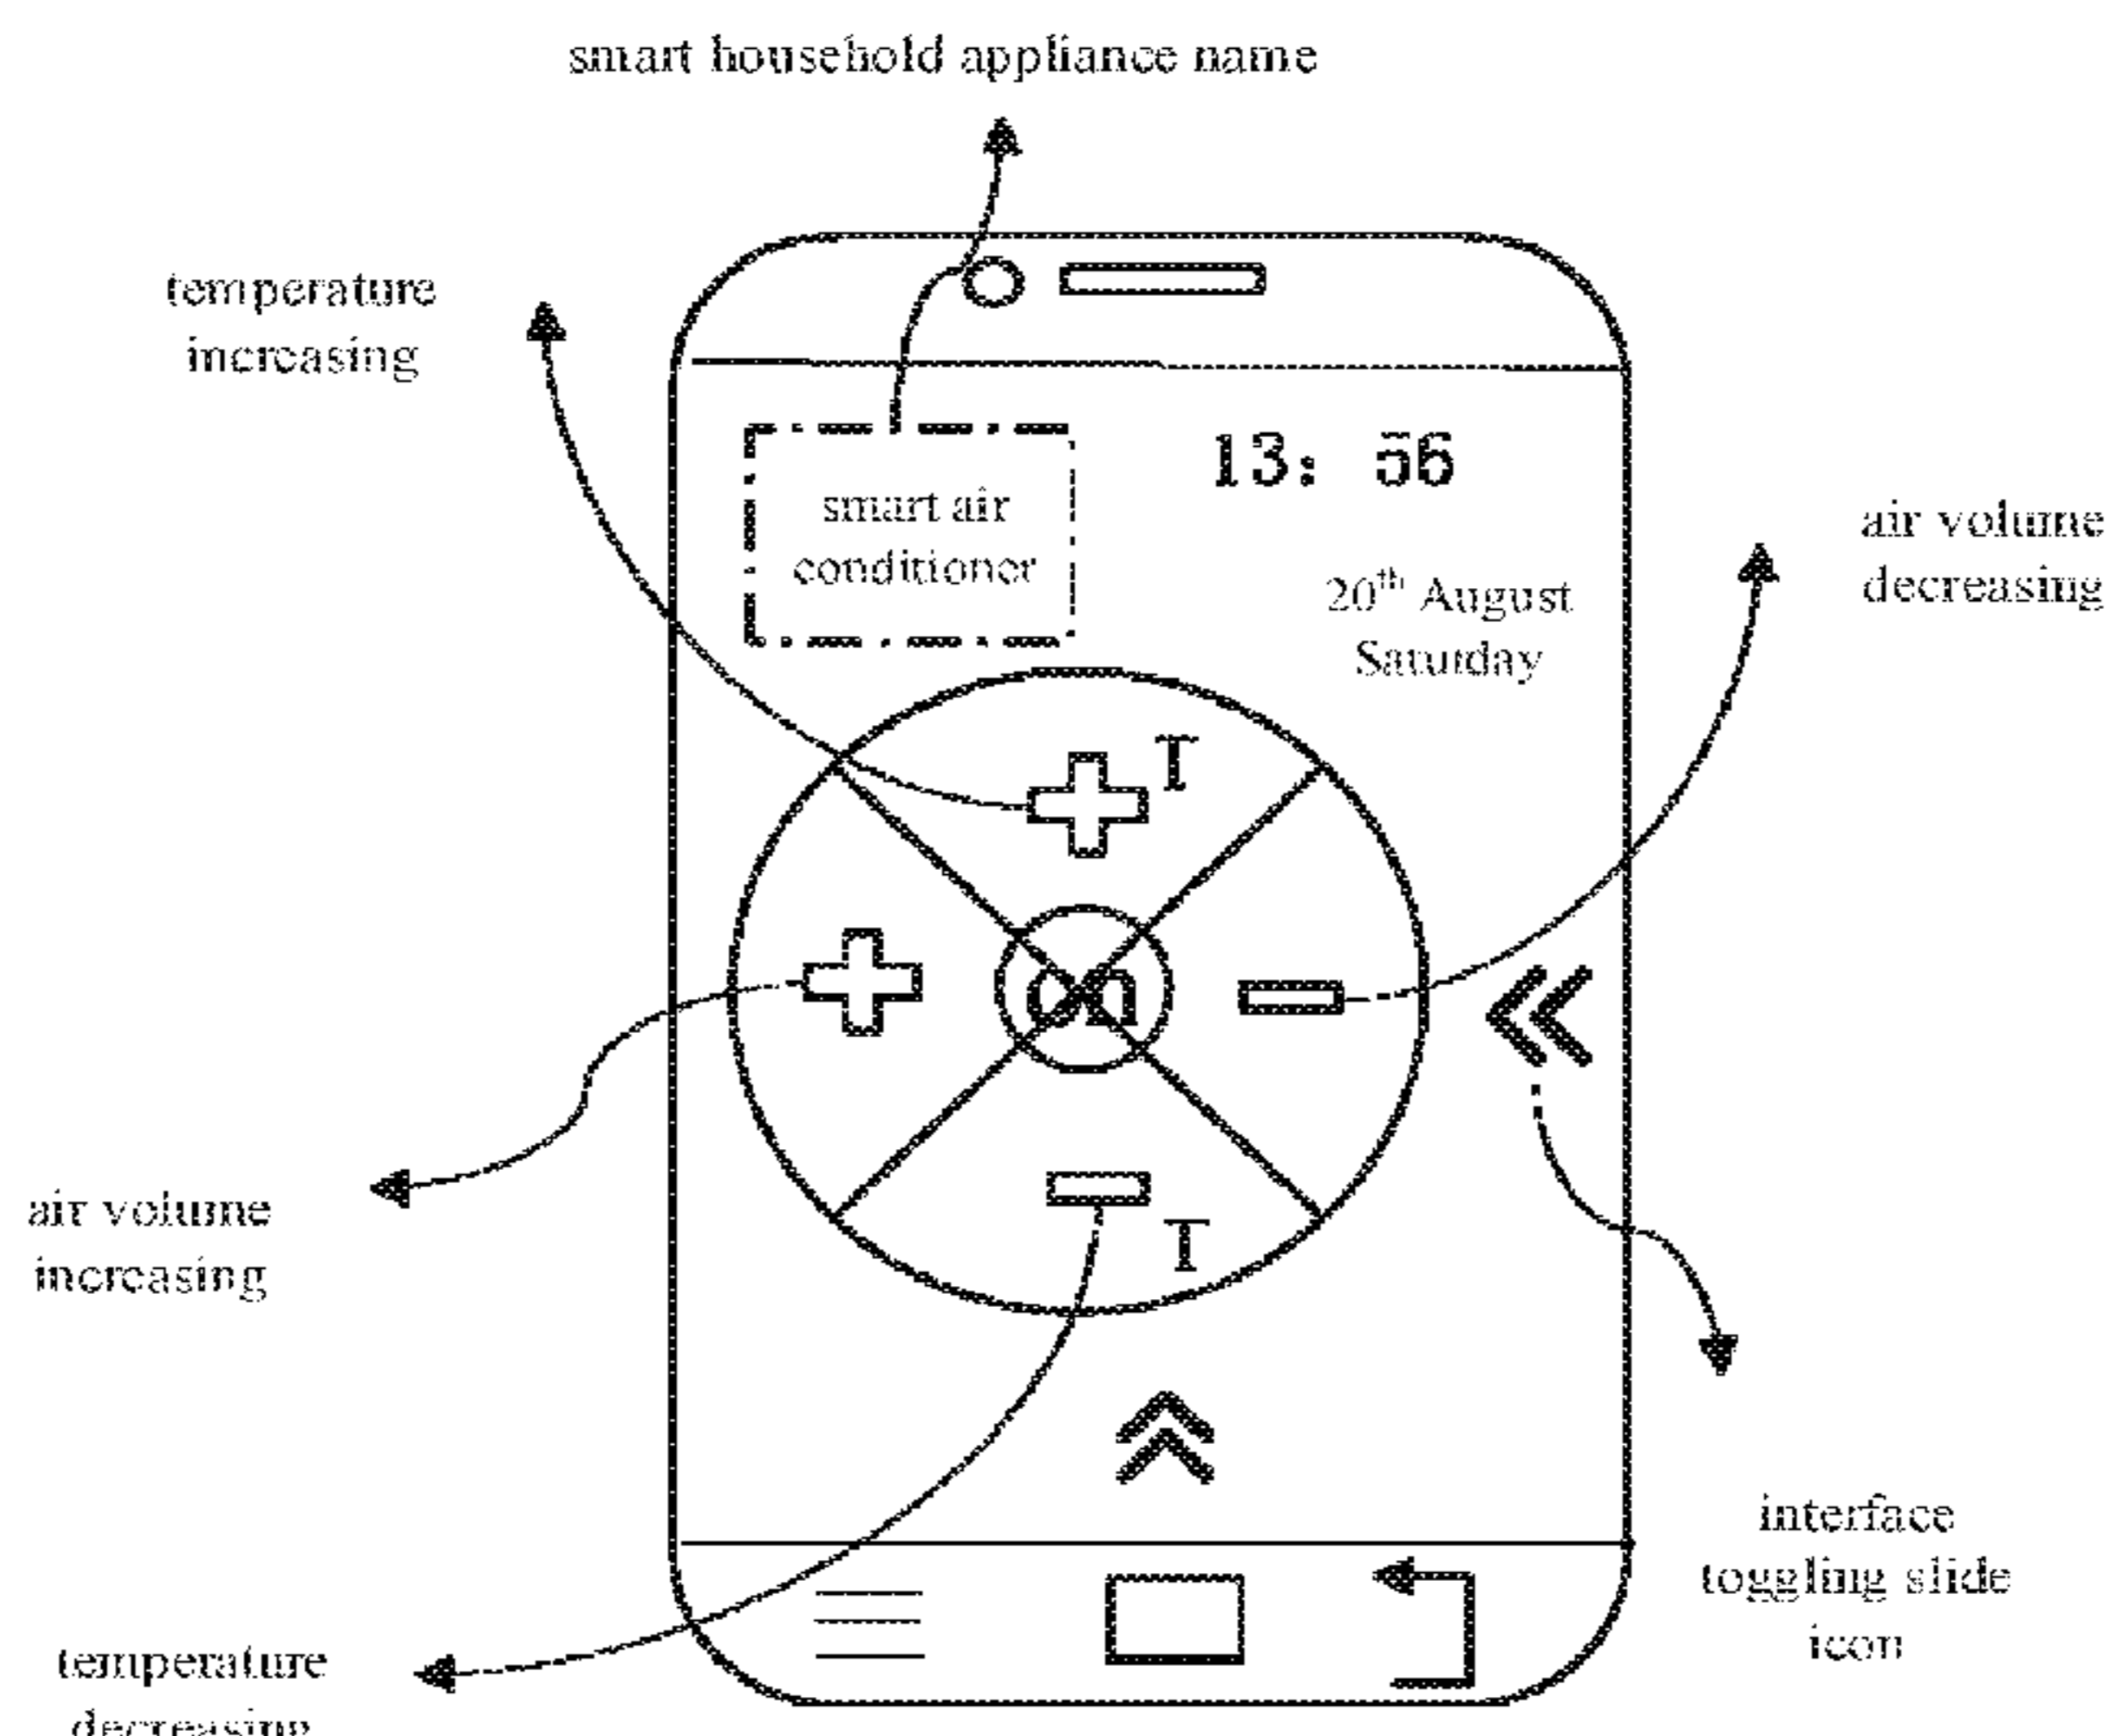 smart household appliance name
temperature
increasing
smart air
conditioner
13: 56
20th August
Saturday
air volume
decreasing
T
on
air volume
increasing
T
interface
toggling slide
icon
temperature
decreasing